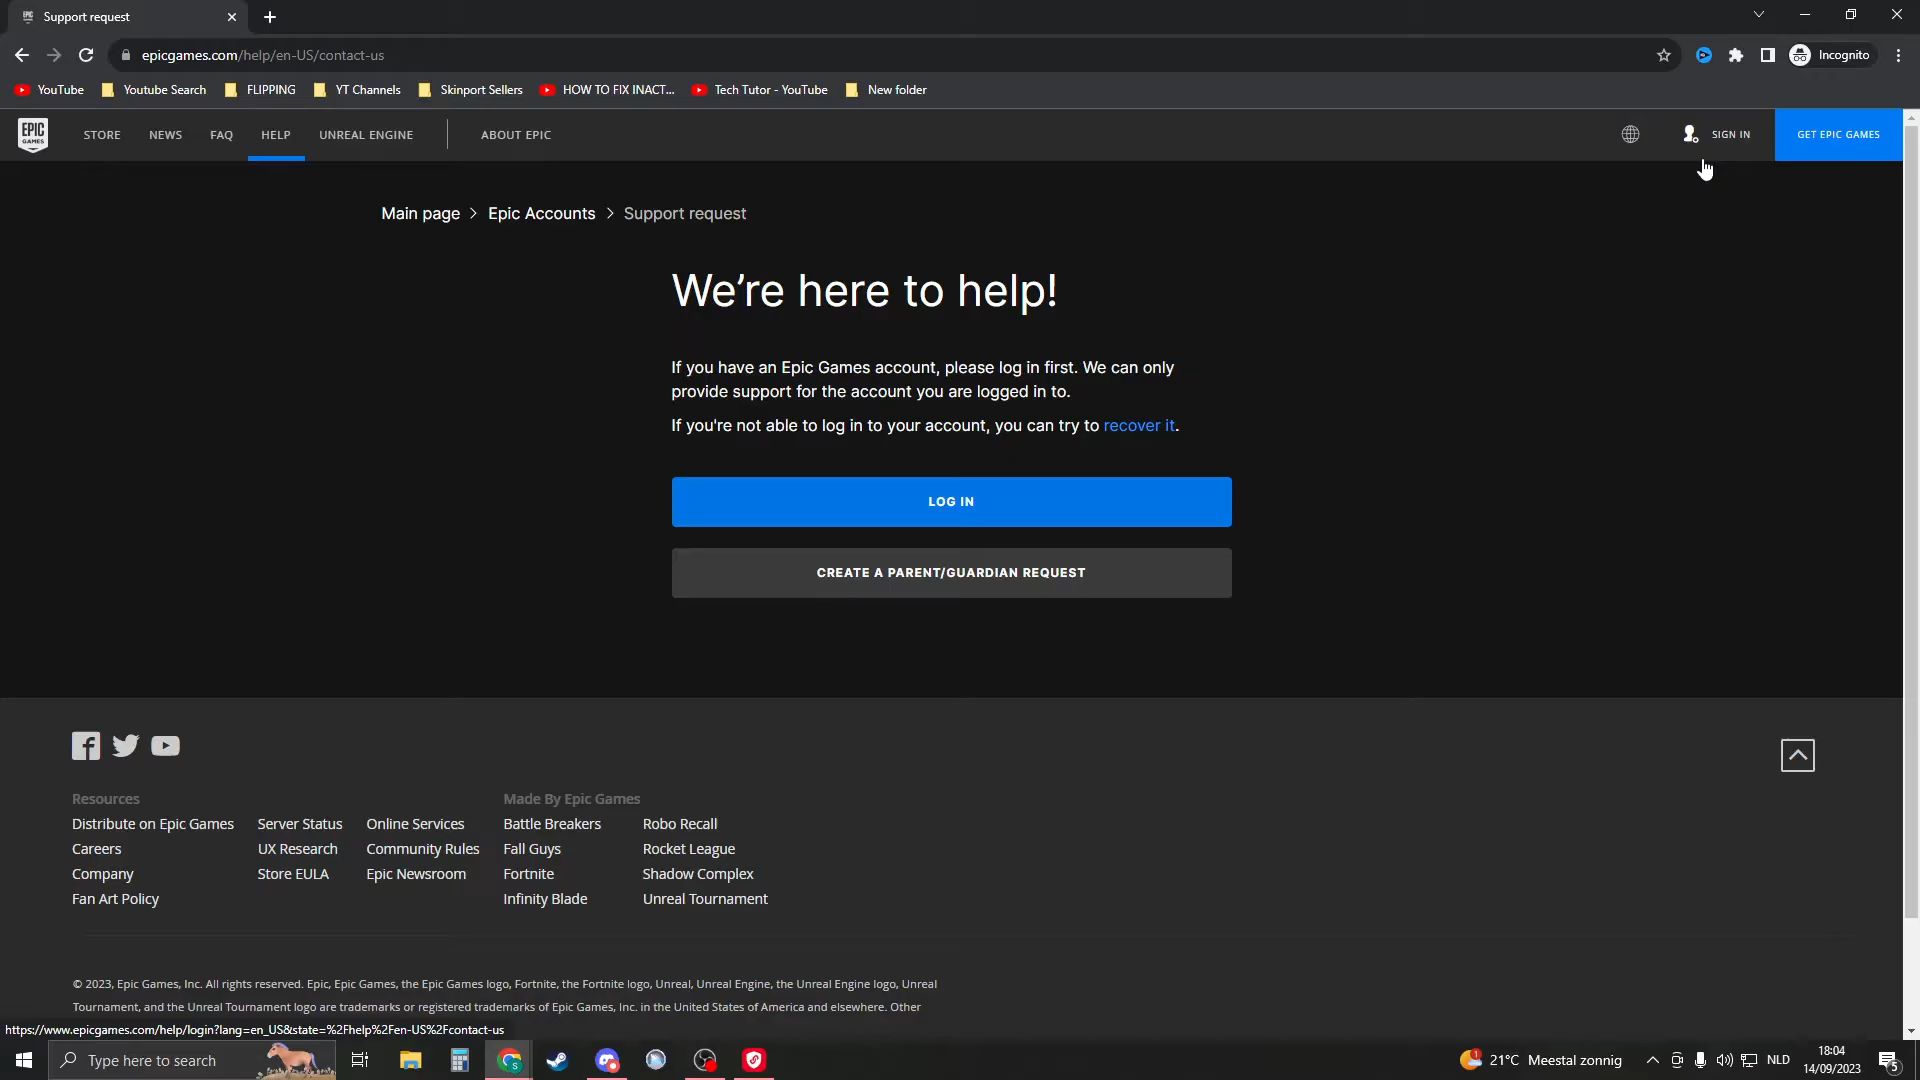 Support request
epicgames.com/help/en-US/contact-us
Incognito
YouTube
Youtube Search
FLIPPING
YT Channels
Skinport Sellers
HOW TO FIX INACT...
Tech Tutor - YouTube
New folder
EPIC
GAMES
STORE
NEWS
FAQ
HELP
UNREAL ENGINE
ABOUT EPIC
SIGN IN
GET EPIC GAMES
Main page > Epic Accounts > Support request
We're here to help!
If you have an Epic Games account, please log in first. We can only
provide support for the account you are logged in to.
If you're not able to log in to your account, you can try to recover it.
LOG IN
CREATE A PARENT/GUARDIAN REQUEST
Resources
Distribute on Epic Games
Careers
Company
Fan Art Policy
Server Status
UX Research
Store EULA
Online Services
Community Rules
Epic Newsroom
Made By Epic Games
Battle Breakers
Fall Guys
Fortnite
Infinity Blade
Robo Recall
Rocket League
Shadow Complex
Unreal Tournament
© 2023, Epic Games, Inc. All rights reserved. Epic, Epic Games, the Epic Games logo, Fortnite, the Fortnite logo, Unreal, Unreal Engine, the Unreal Engine logo, Unreal
Tournament, and the Unreal Tournament logo are trademarks or registered trademarks of Epic Games, Inc. in the United States of America and elsewhere. Other
https://www.epicgames.com/help/login?lang=en_US&state=%2Fhelp%2Fen-US%2Fcontact-us
Type here to search
1
21°C Meestal zonnig
NLD
18:04
14/09/2023
5